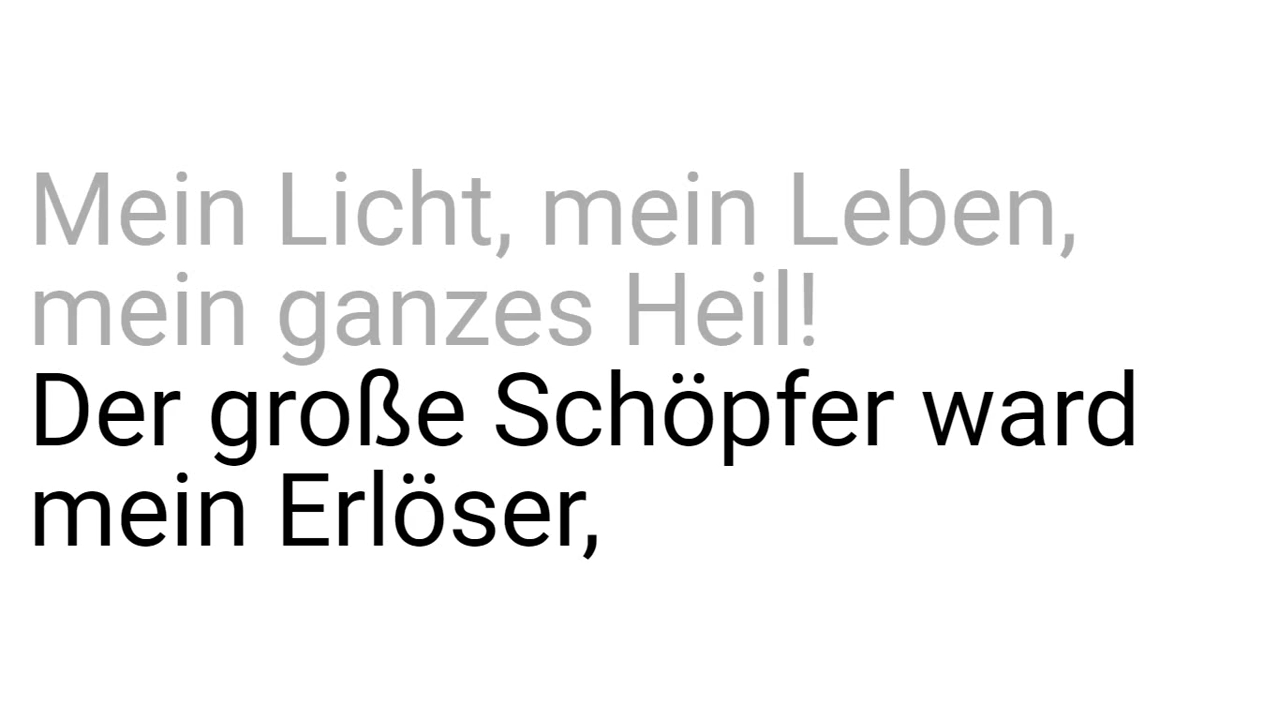 Mein Licht, mein Leben,
mein ganzes Heil!
Der große Schöpfer ward
mein Erlöser,